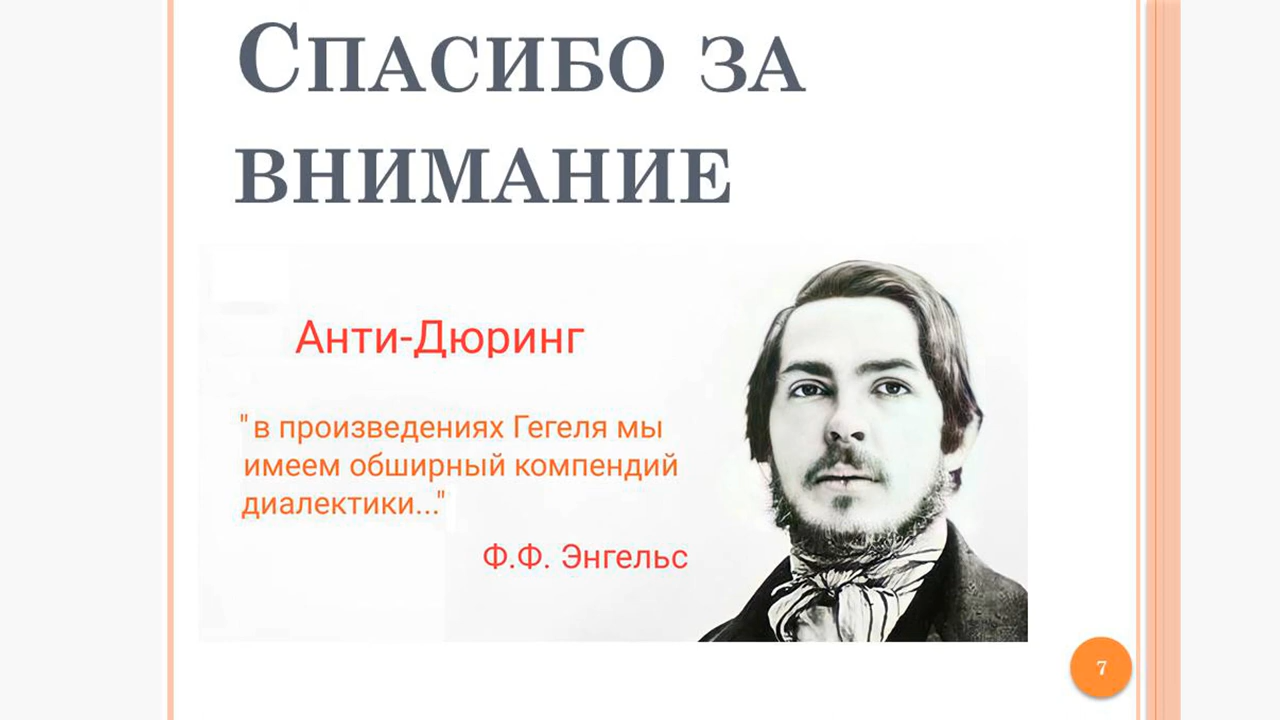 Спасибо за
внимание
Анти-Дюринг
" в произведениях Гегеля мы
имеем обширный компендий
диалектики..."
Ф.Ф. Энгельс
7